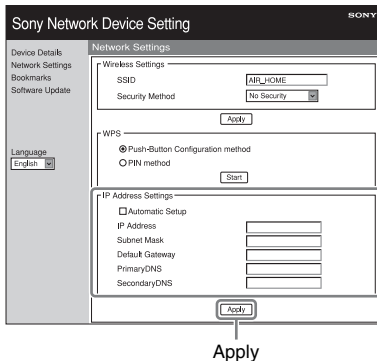 SONY
Sony Network Device Setting
Device Details
Network Settings
Bookmarks
Software Update
Language
English
Network Settings
Wireless Settings
SSID
AIR_HOME
Security Method
No Security
Apply
WPS
Push-Button Configuration method
PIN method
Start
IP Address Settings
Automatic Setup
IP Address
Subnet Mask
Default Gateway
PrimaryDNS
SecondaryDNS
Apply
Apply